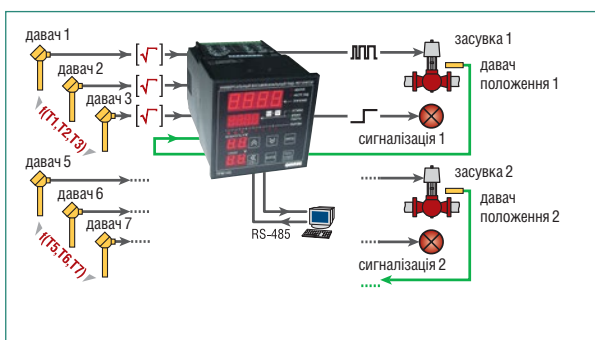 давач 1
давач 2
давач 3
f(T1,T2,T3)
[√]
[√]
[√]
засувка 1
давач
положення 1
сигналізація 1
давач 5
давач 6
давач 7
f(T5,T6,T7)
RS-485
засувка 2
давач
положення 2
сигналізація 2